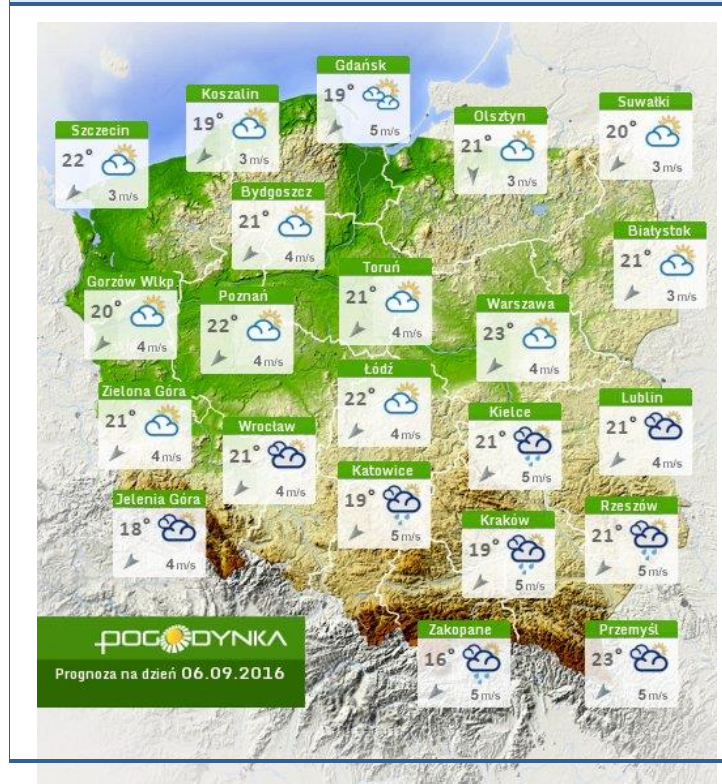 Gdańsk
19°
5 m/s
Koszalin
19°
3 m/s
Suwałki
20°
3 m/s
Olsztyn
21°
3 m/s
Szczecin
22°
3 m/s
Bydgoszcz
21°
4 m/s
Białystok
21°
3 m/s
Toruń
21°
4 m/s
Gorzów Wlkp
20°
4 m/s
Poznań
22°
4 m/s
Warszawa
23°
4 m/s
Łódź
22°
4 m/s
Zielona Góra
21°
4 m/s
Lublin
21°
4 m/s
Kielce
21°
5 m/s
Wrocław
21°
4 m/s
Katowice
19°
5 m/s
Jelenia Góra
18°
4 m/s
Rzeszów
21°
5 m/s
Kraków
19°
5 m/s
Zakopane
16°
5 m/s
Przemyśl
23°
5 m/s
POGODYNKA
Prognoza na dzień 06.09.2016